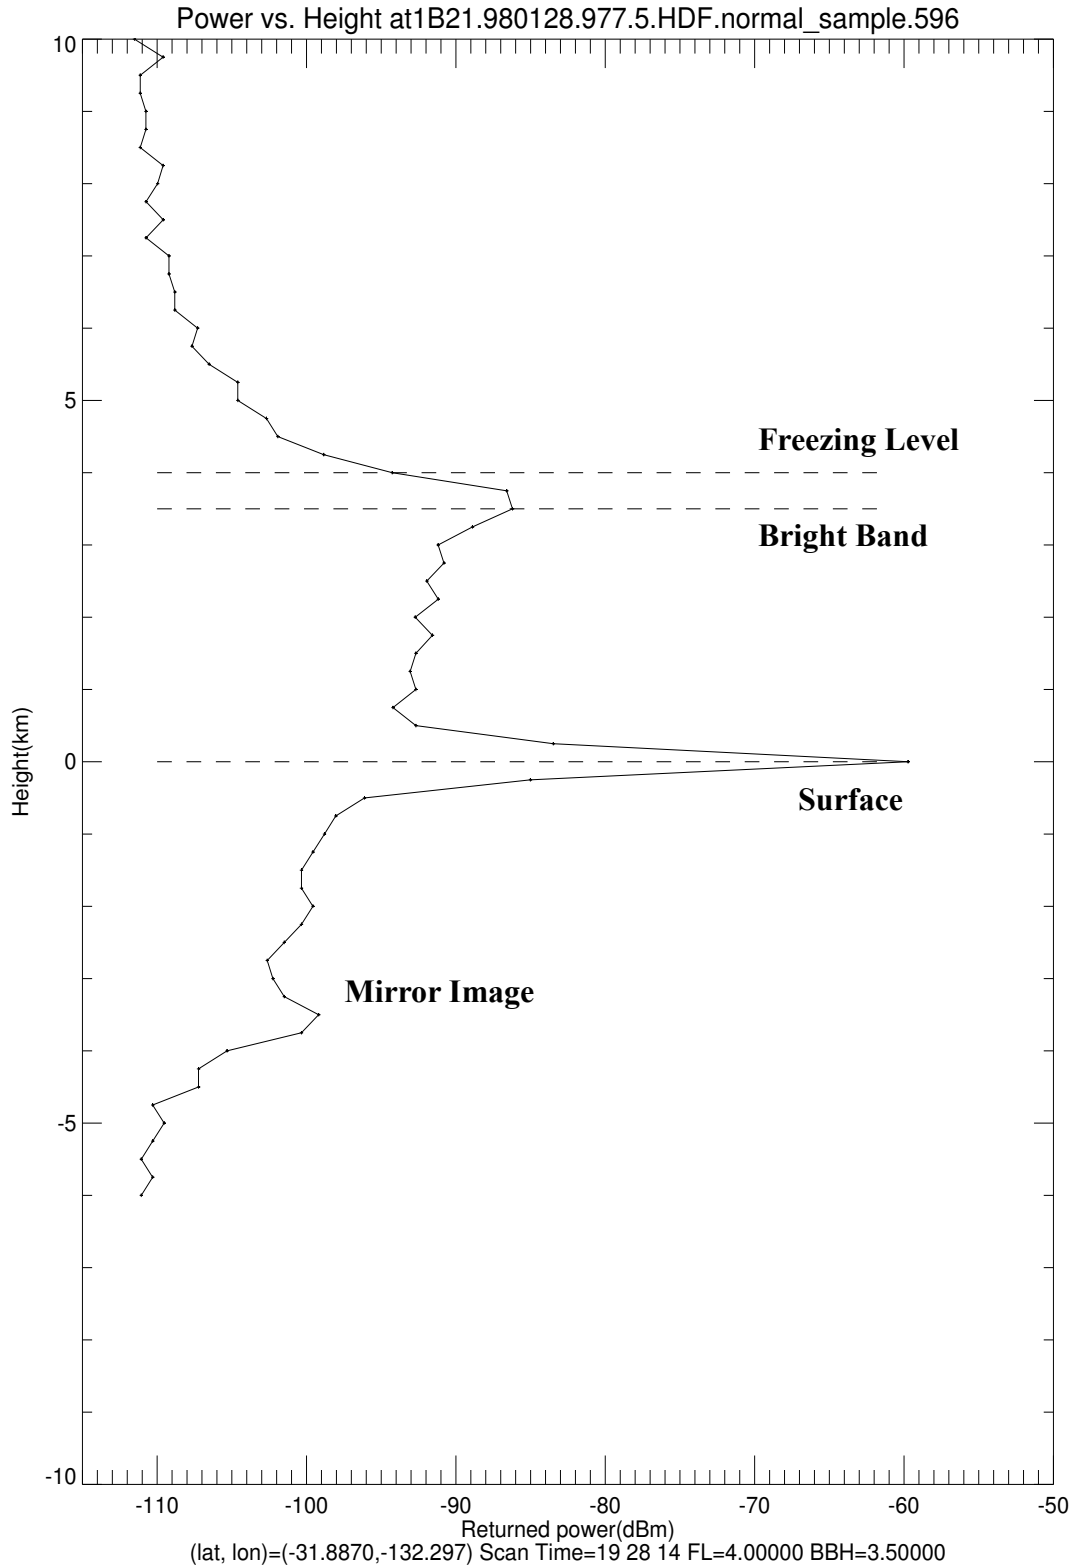 Power vs. Height at1B21.980128.977.5.HDF.normal_sample.596
10
5
Freezing Level
Bright Band
Height(km)
0
Surface
Mirror Image
-5
-10
-110 -100 -90 -80 -70 -60 -50
Returned power(dBm)
(lat, lon)=(-31.8870,-132.297) Scan Time=19 28 14 FL=4.00000 BBH=3.50000